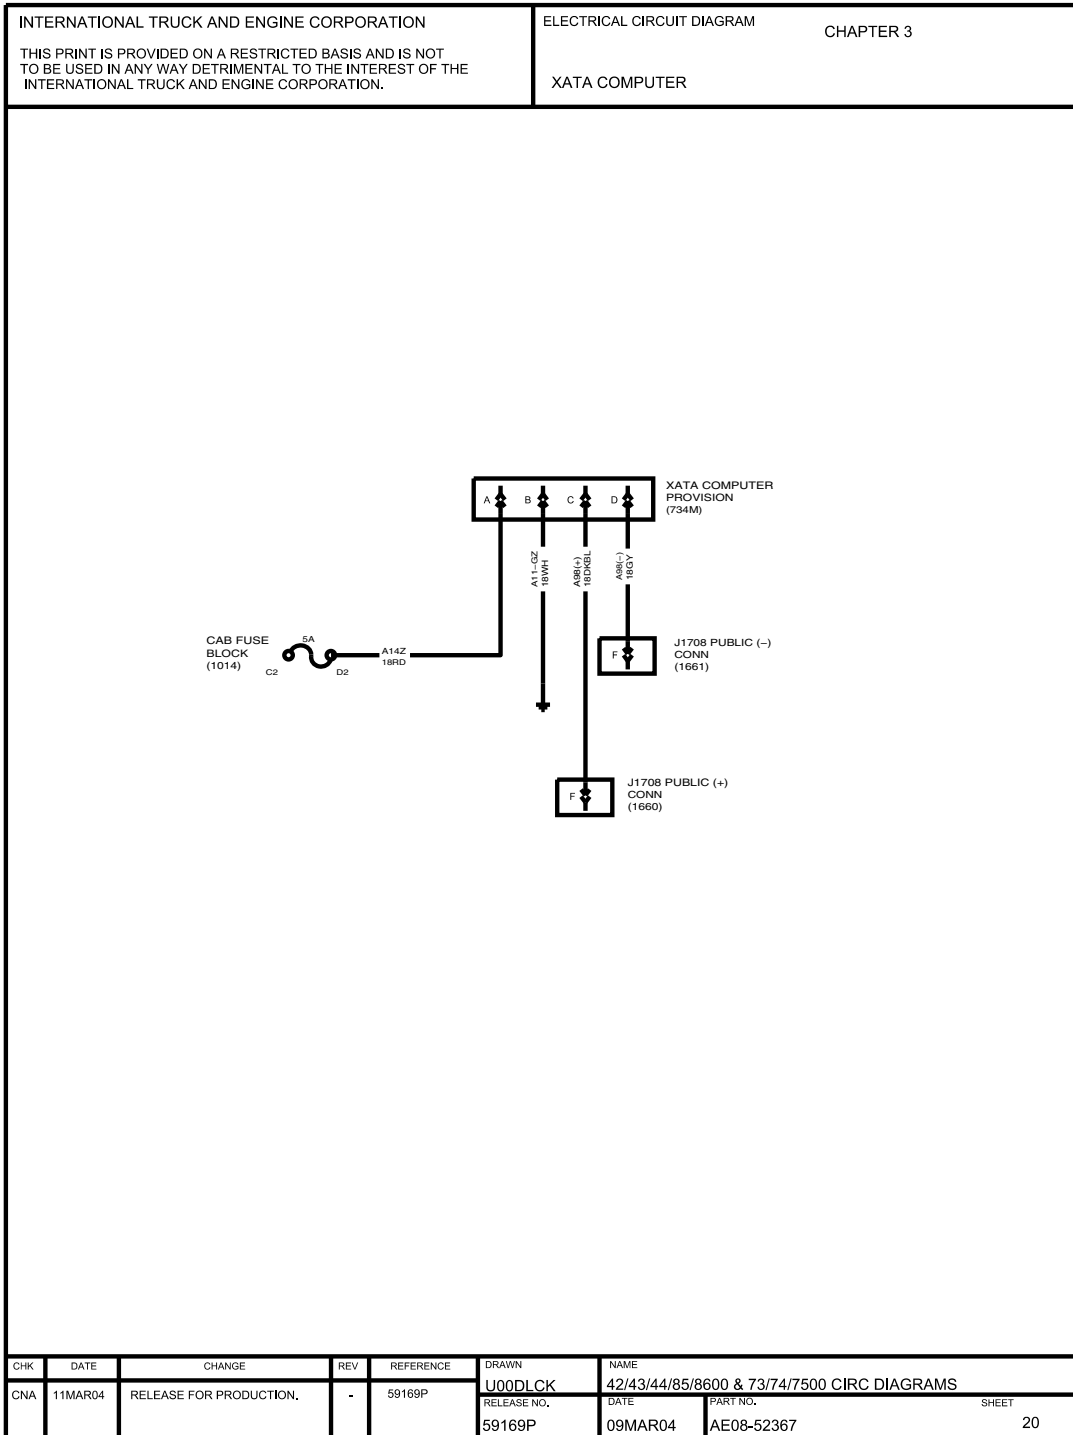 INTERNATIONAL TRUCK AND ENGINE CORPORATION
THIS PRINT IS PROVIDED ON A RESTRICTED BASIS AND IS NOT
TO BE USED IN ANY WAY DETRIMENTAL TO THE INTEREST OF THE
INTERNATIONAL TRUCK AND ENGINE CORPORATION.
ELECTRICAL CIRCUIT DIAGRAM
CHAPTER 3
XATA COMPUTER
A
B
C
D
XATA COMPUTER
PROVISION
(734M)
A11-GZ
18WH
A98(+)
18DKBL
A98(-)
18GY
CAB FUSE
BLOCK
(1014)
5A
C2
D2
A14Z
18RD
F
J1708 PUBLIC (-)
CONN
(1661)
F
J1708 PUBLIC (+)
CONN
(1660)
CHK DATE CHANGE REV REFERENCE
CNA 11MAR04 RELEASE FOR PRODUCTION. - 59169P
DRAWN
U00DLCK
NAME
42/43/44/85/8600 & 73/74/7500 CIRC DIAGRAMS
RELEASE NO.
59169P
DATE
09MAR04
PART NO.
AE08-52367
SHEET
20